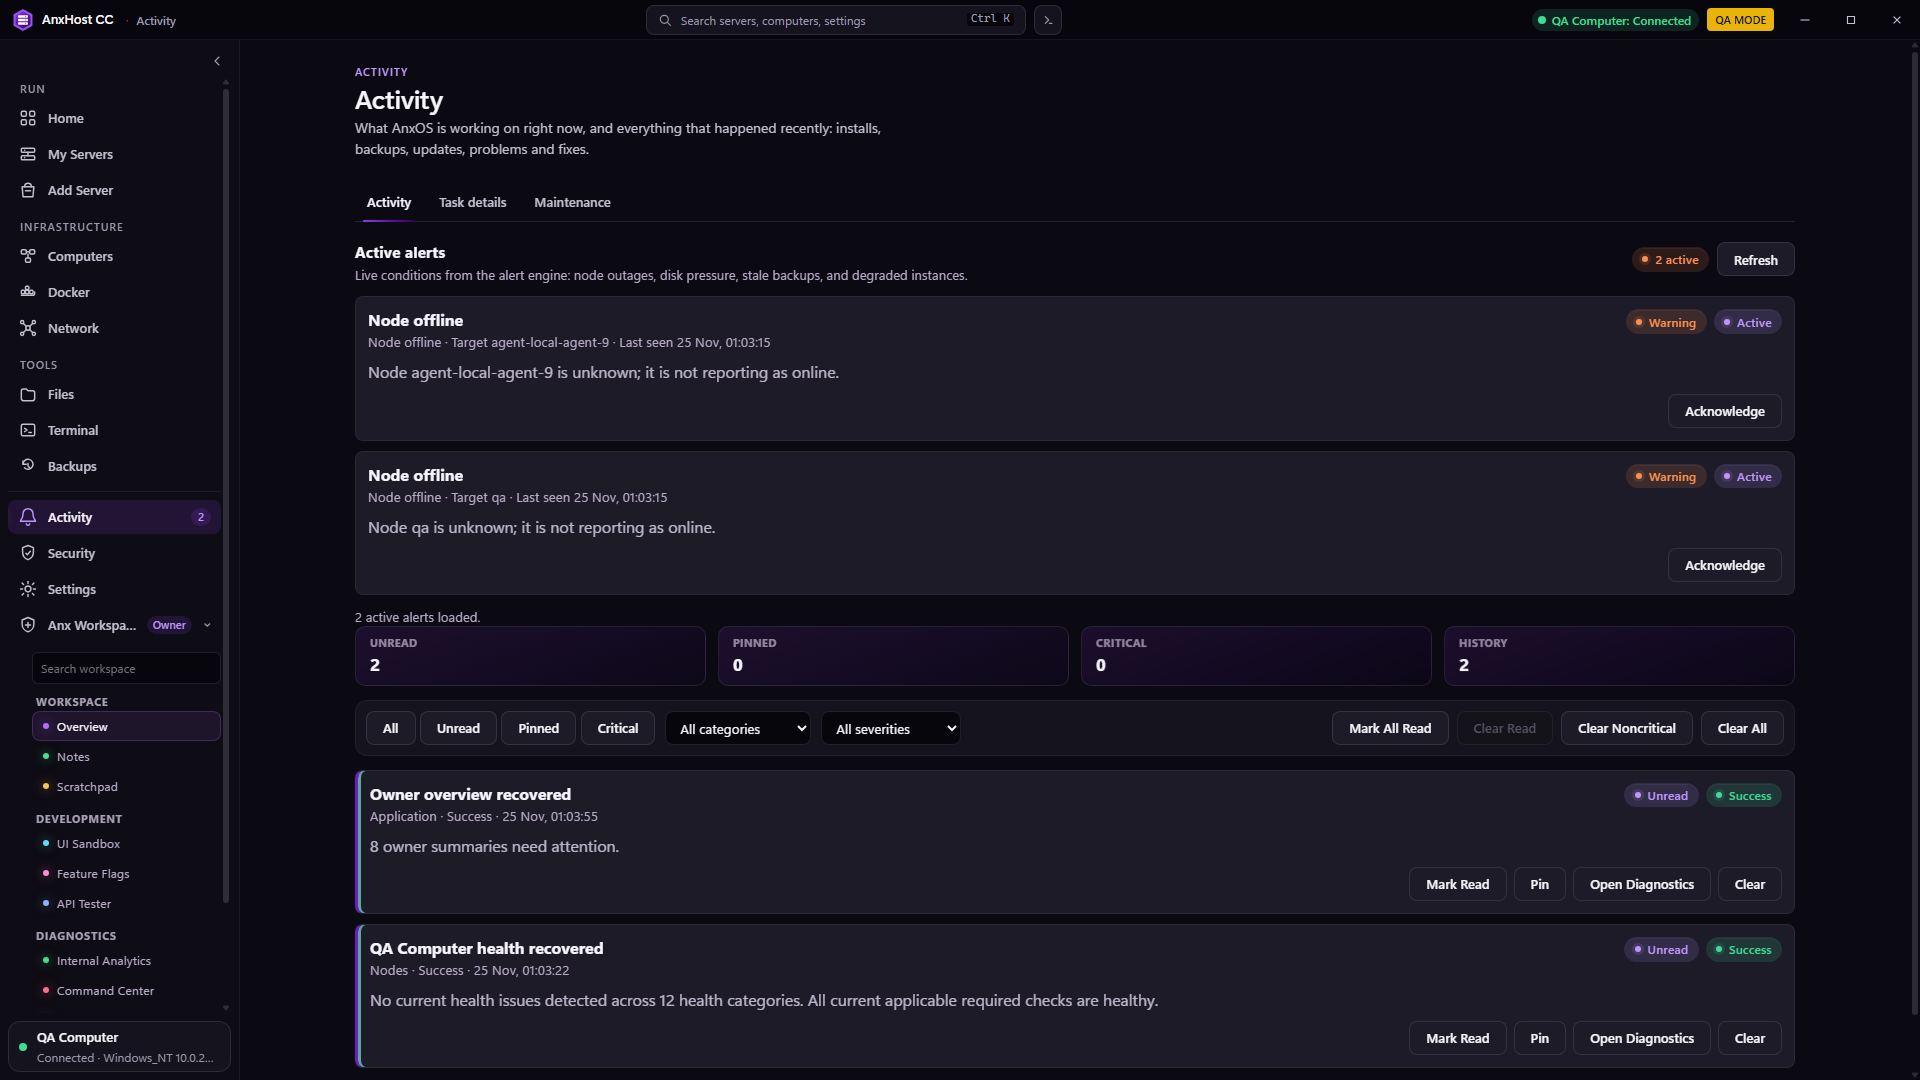 AnxHost CC · Activity
Search servers, computers, settings Ctrl K
QA Computer: Connected
QA MODE
RUN
Home
My Servers
Add Server
INFRASTRUCTURE
Computers
Docker
Network
TOOLS
Files
Terminal
Backups
Activity 2
Security
Settings
Anx Workspa... Owner
Search workspace
WORKSPACE
Overview
Notes
Scratchpad
DEVELOPMENT
UI Sandbox
Feature Flags
API Tester
DIAGNOSTICS
Internal Analytics
Command Center
QA Computer
Connected · Windows_NT 10.0.2...
ACTIVITY
Activity
What AnxOS is working on right now, and everything that happened recently: installs,
backups, updates, problems and fixes.
Activity Task details Maintenance
Active alerts
Live conditions from the alert engine: node outages, disk pressure, stale backups, and degraded instances.
2 active Refresh
Node offline
Warning Active
Node offline · Target agent-local-agent-9 · Last seen 25 Nov, 01:03:15
Node agent-local-agent-9 is unknown; it is not reporting as online.
Acknowledge
Node offline
Warning Active
Node offline · Target qa · Last seen 25 Nov, 01:03:15
Node qa is unknown; it is not reporting as online.
Acknowledge
2 active alerts loaded.
UNREAD PINNED CRITICAL HISTORY
2 0 0 2
All Unread Pinned Critical All categories All severities Mark All Read Clear Read Clear Noncritical Clear All
Owner overview recovered
Unread Success
Application · Success · 25 Nov, 01:03:55
8 owner summaries need attention.
Mark Read Pin Open Diagnostics Clear
QA Computer health recovered
Unread Success
Nodes · Success · 25 Nov, 01:03:22
No current health issues detected across 12 health categories. All current applicable required checks are healthy.
Mark Read Pin Open Diagnostics Clear